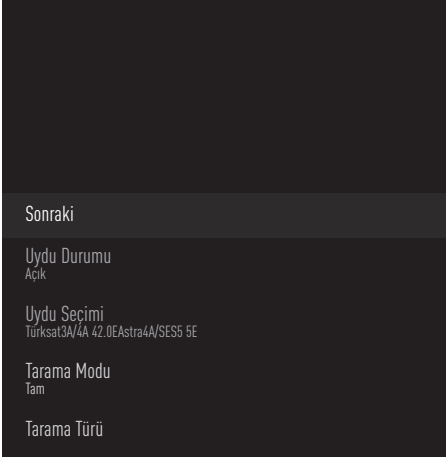 Sonraki
Uydu Durumu
Açık
Uydu Seçimi
Türksat3A/4A 42.0EAstra4A/SES5 5E
Tarama Modu
Tam
Tarama Türü